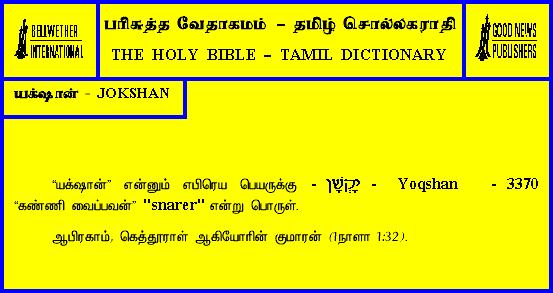 BELLWETHER
INTERNATIONAL
பரிசுத்த வேதாகமம் – தமிழ் சொல்லகராதி
THE HOLY BIBLE – TAMIL DICTIONARY
GOOD NEWS
PUBLISHERS
யக்ஷான் - JOKSHAN
“யக்ஷான்” என்னும் எபிரெய பெயருக்கு - יָקְשָׁן - Yoqshan - 3370
“கண்ணி வைப்பவன்” "snarer" என்று பொருள்.
ஆபிரகாம், கெத்தூராள் ஆகியோரின் குமாரன் (1நாளா 1:32).